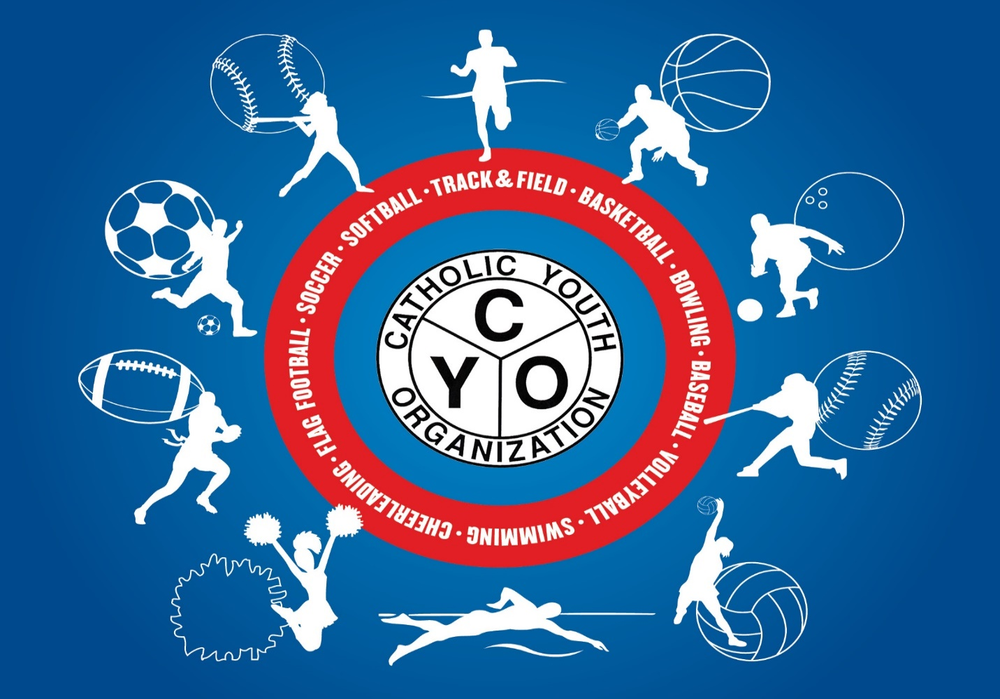 SOFTBALL · TRACK & FIELD · BASKETBALL · BOWLING · BASEBALL · VOLLEYBALL · SWIMMING · CHEERLEADING · FLAG FOOTBALL · SOCCER ·
CATHOLIC YOUTH
C
Y O
ORGANIZATION